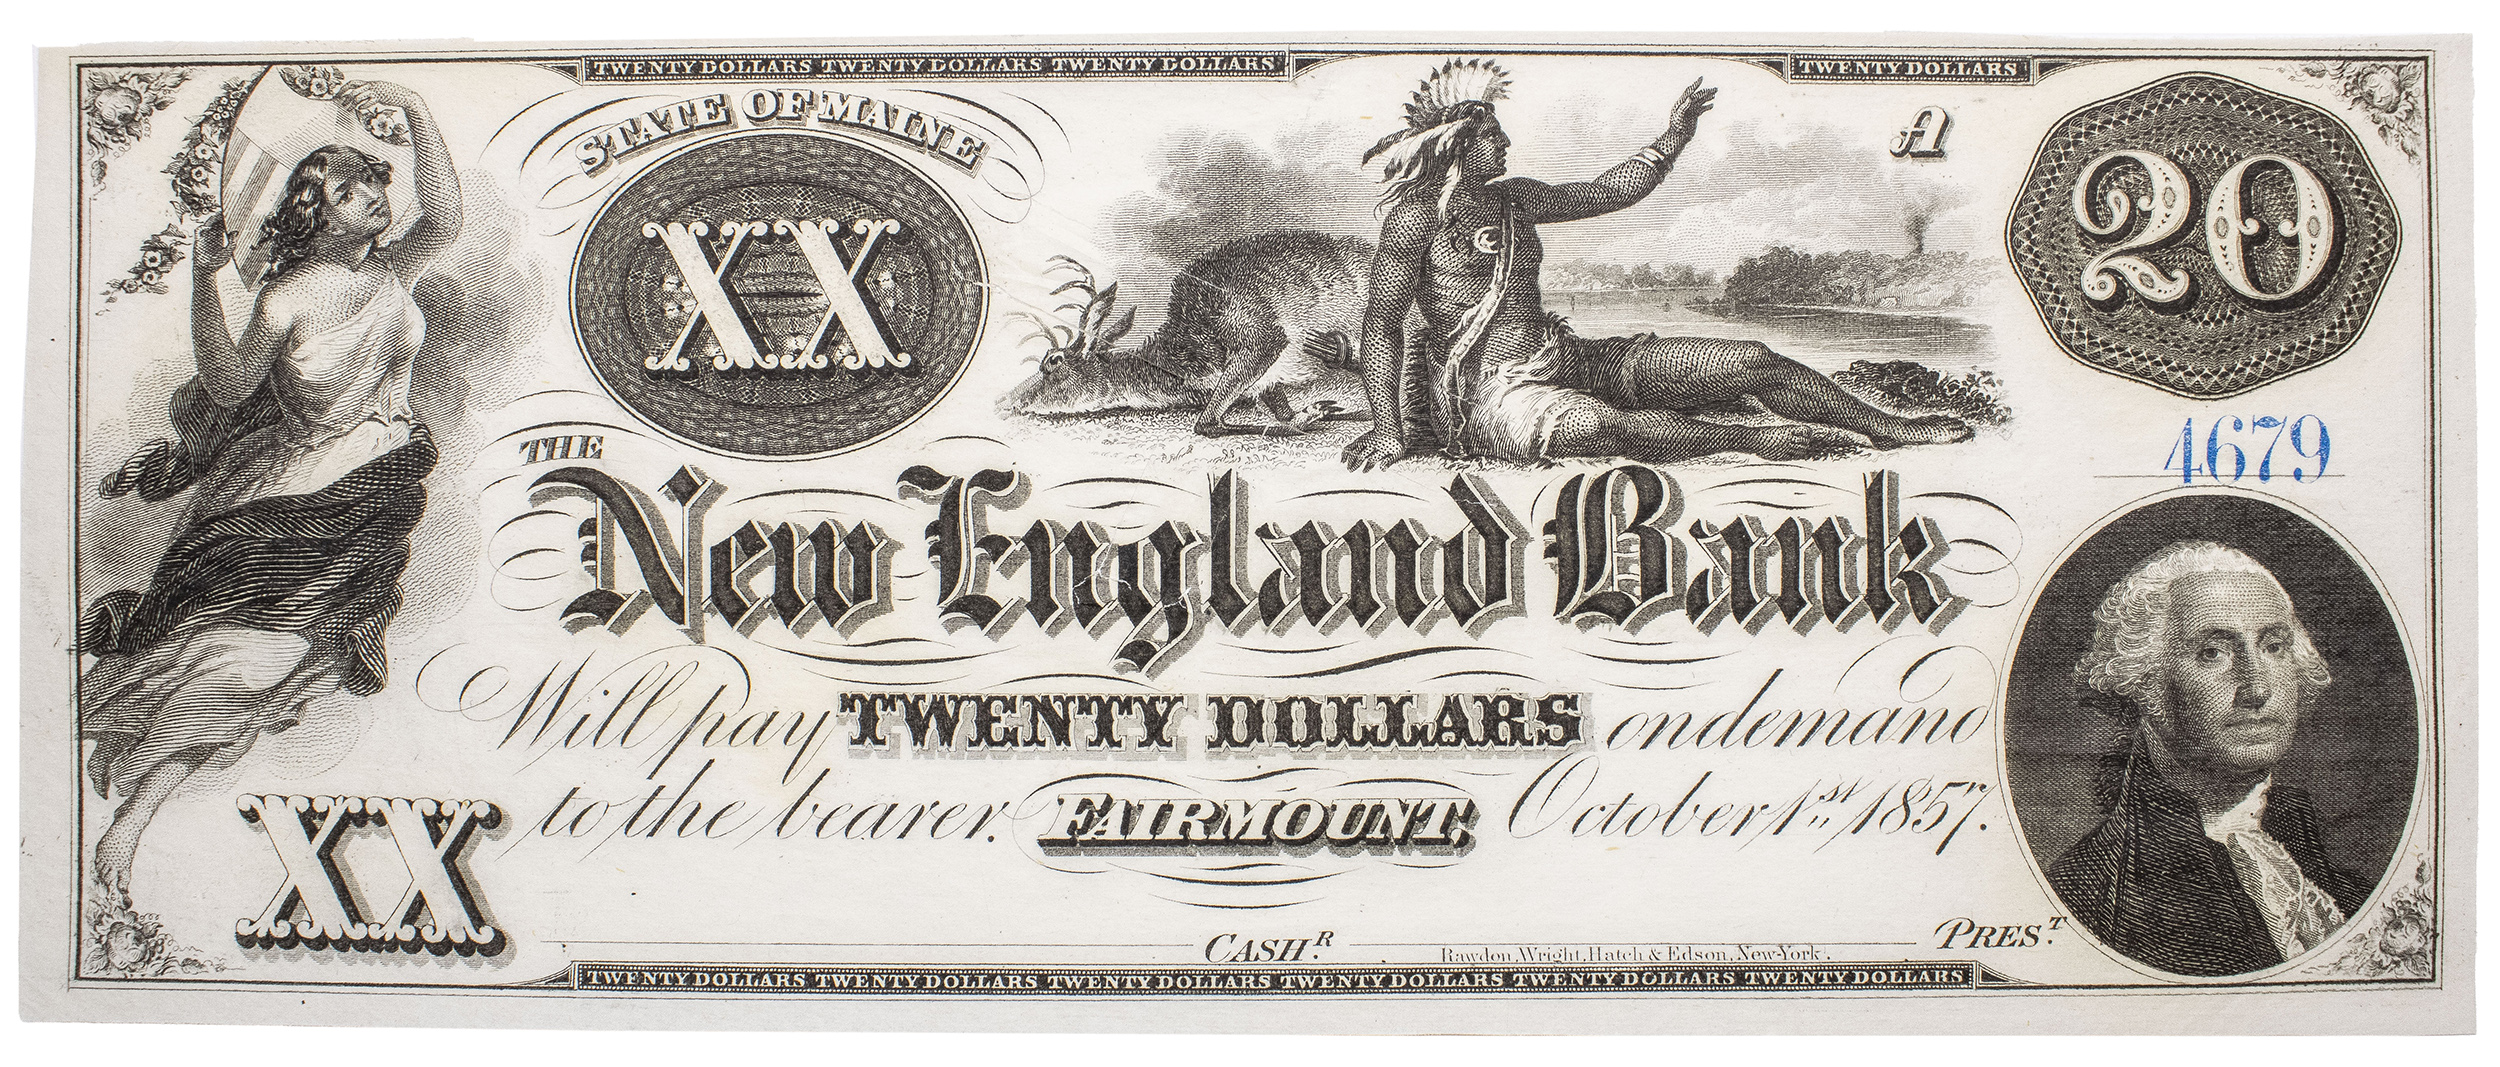 TWENTY DOLLARS TWENTY DOLLARS TWENTY DOLLARS
TWENTY DOLLARS
STATE OF MAINE
A
XX
20
4679
THE
New England Bank
Will pay TWENTY DOLLARS on demand
to the bearer. FAIRMOUNT, October 1st 1857.
XX
CASHR.
PREST.
Rawdon, Wright, Hatch & Edson, New-York.
TWENTY DOLLARS TWENTY DOLLARS TWENTY DOLLARS TWENTY DOLLARS TWENTY DOLLARS TWENTY DOLLARS